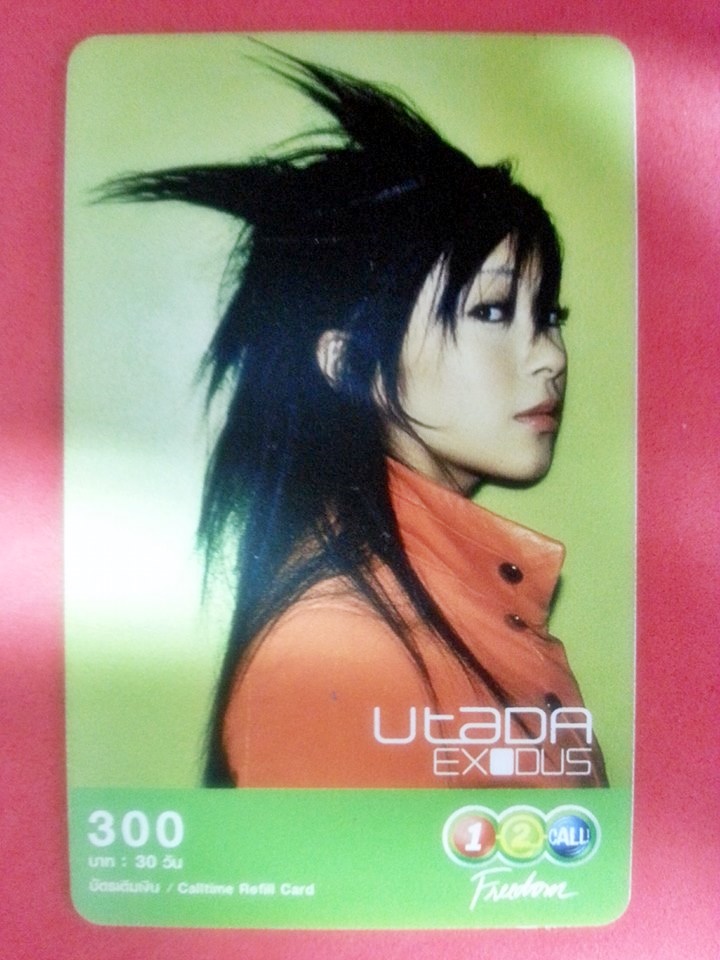 UtaDA
EXODUS
300
บาท : 30 วัน
บัตรเติมเงิน / Calltime Refill Card
1-2-CALL!
Freedom